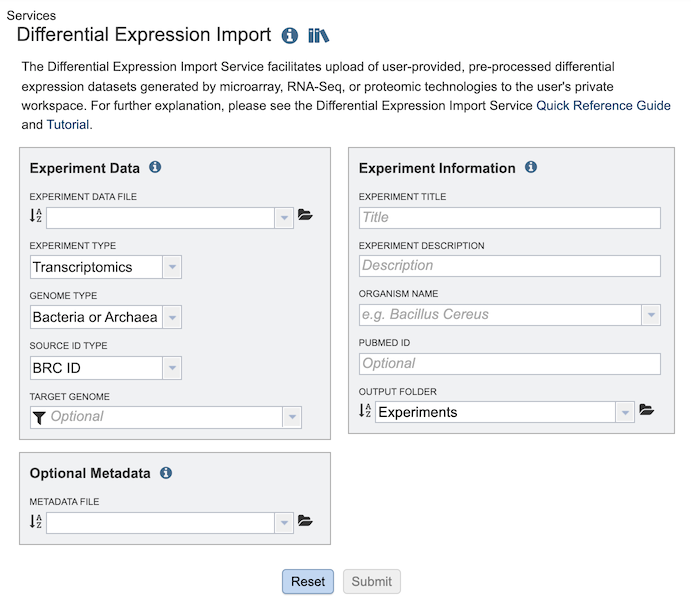 Services
Differential Expression Import
The Differential Expression Import Service facilitates upload of user-provided, pre-processed differential
expression datasets generated by microarray, RNA-Seq, or proteomic technologies to the user's private
workspace. For further explanation, please see the Differential Expression Import Service Quick Reference Guide
and Tutorial.
Experiment Data
EXPERIMENT DATA FILE
EXPERIMENT TYPE
Transcriptomics
GENOME TYPE
Bacteria or Archaea
SOURCE ID TYPE
BRC ID
TARGET GENOME
Optional
Optional Metadata
METADATA FILE
Experiment Information
EXPERIMENT TITLE
Title
EXPERIMENT DESCRIPTION
Description
ORGANISM NAME
e.g. Bacillus Cereus
PUBMED ID
Optional
OUTPUT FOLDER
Experiments
Reset
Submit